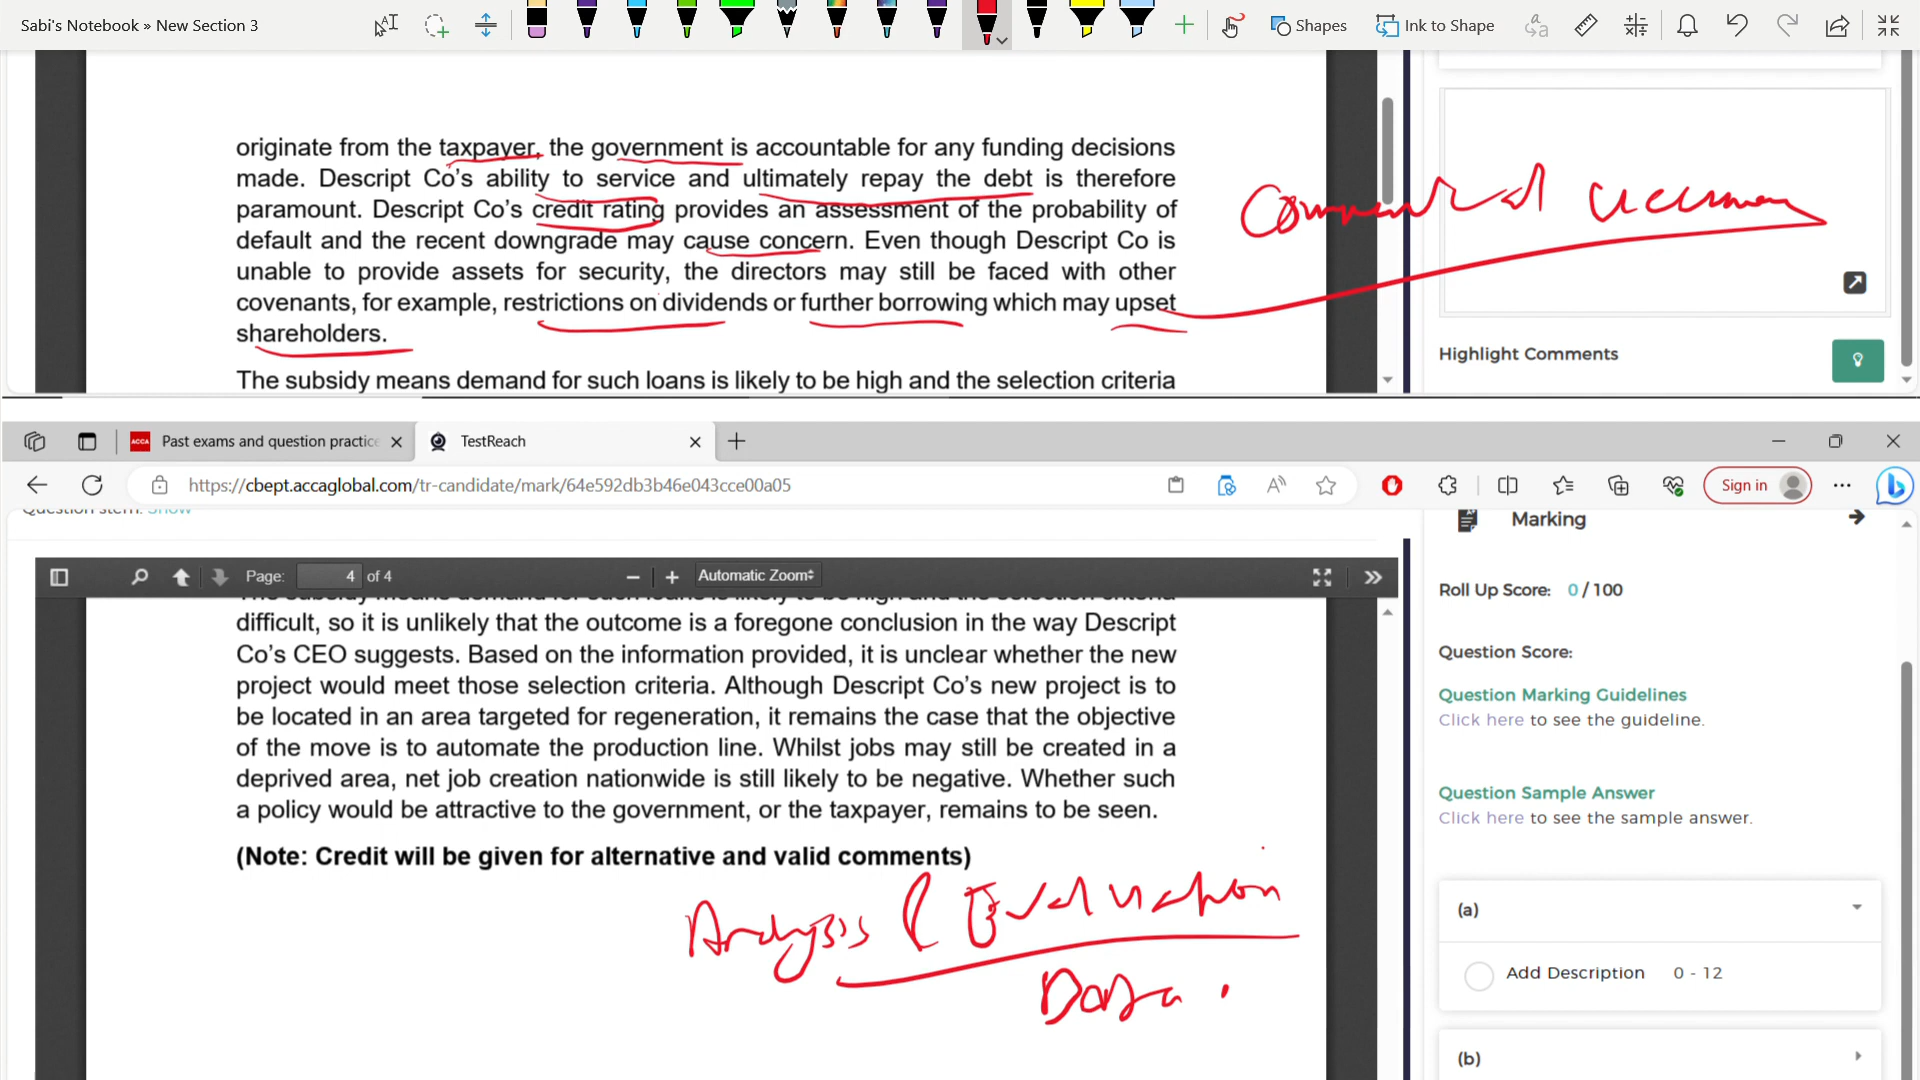 Sabi's Notebook » New Section 3
Shapes
Ink to Shape
originate from the taxpayer, the government is accountable for any funding decisions
made. Descript Co's ability to service and ultimately repay the debt is therefore
paramount. Descript Co's credit rating provides an assessment of the probability of
default and the recent downgrade may cause concern. Even though Descript Co is
unable to provide assets for security, the directors may still be faced with other
covenants, for example, restrictions on dividends or further borrowing which may upset
shareholders.
The subsidy means demand for such loans is likely to be high and the selection criteria
Highlight Comments
Past exams and question practice
TestReach
https://cbept.accaglobal.com/tr-candidate/mark/64e592db3b46e043cce00a05
Sign in
Question stem: Show
Marking
Page: 4 of 4
Automatic Zoom
Roll Up Score: 0 / 100
difficult, so it is unlikely that the outcome is a foregone conclusion in the way Descript
Co's CEO suggests. Based on the information provided, it is unclear whether the new
project would meet those selection criteria. Although Descript Co's new project is to
be located in an area targeted for regeneration, it remains the case that the objective
of the move is to automate the production line. Whilst jobs may still be created in a
deprived area, net job creation nationwide is still likely to be negative. Whether such
a policy would be attractive to the government, or the taxpayer, remains to be seen.
(Note: Credit will be given for alternative and valid comments)
Analysis & Evaluation
Data
Question Score:
Question Marking Guidelines
Click here to see the guideline.
Question Sample Answer
Click here to see the sample answer.
(a)
Add Description 0 - 12
(b)